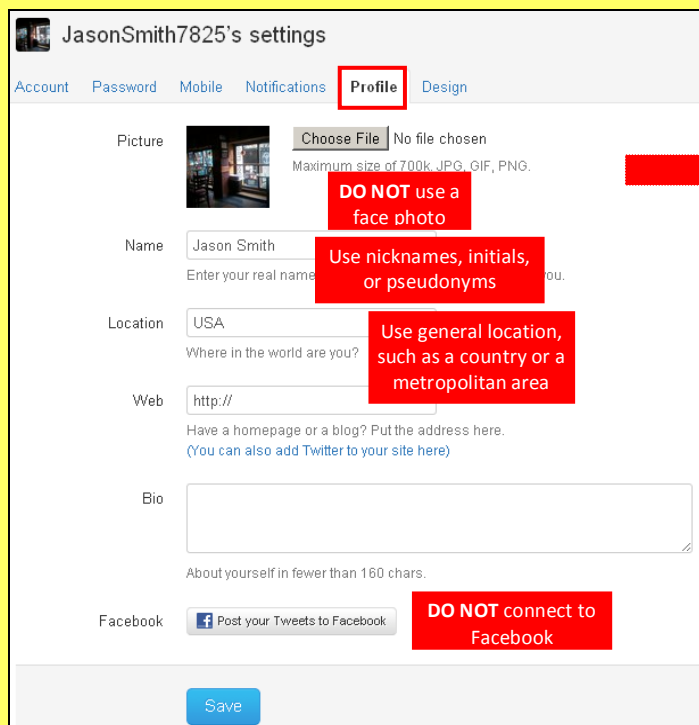 JasonSmith7825's settings
Account Password Mobile Notifications Profile Design
Picture
Choose File No file chosen
Maximum size of 700k. JPG, GIF, PNG.
DO NOT use a
face photo
Name
Jason Smith
Enter your real name
you.
Use nicknames, initials,
or pseudonyms
Location
USA
Where in the world are you?
Use general location,
such as a country or a
metropolitan area
Web
http://
Have a homepage or a blog? Put the address here.
(You can also add Twitter to your site here)
Bio
About yourself in fewer than 160 chars.
Facebook
Post your Tweets to Facebook
DO NOT connect to
Facebook
Save